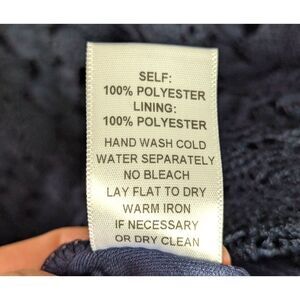 SELF:
100% POLYESTER
LINING:
100% POLYESTER
HAND WASH COLD
WATER SEPARATELY
NO BLEACH
LAY FLAT TO DRY
WARM IRON
IF NECESSARY
OR DRY CLEAN